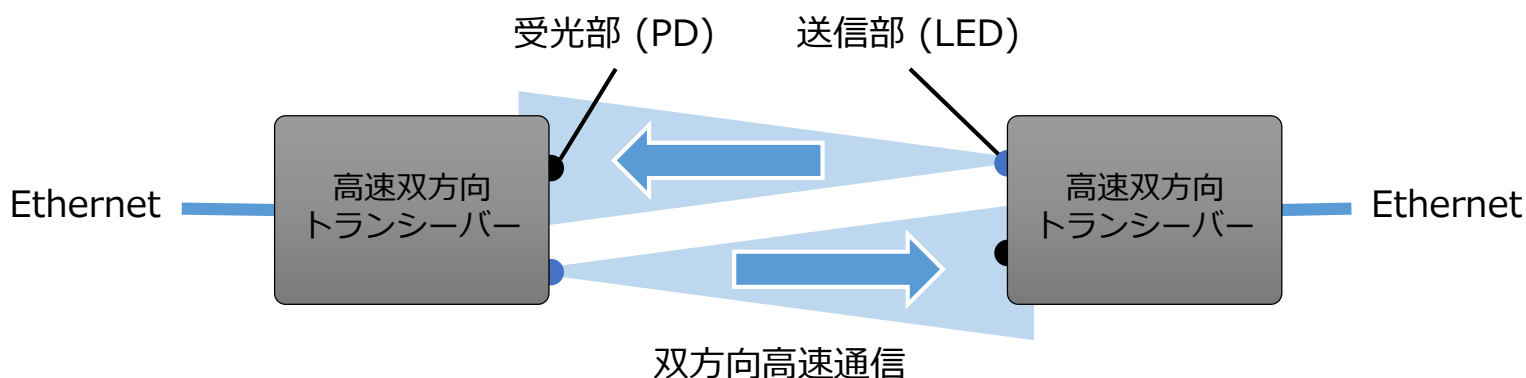 受光部 (PD)
送信部 (LED)
Ethernet
高速双方向
トランシーバー
高速双方向
トランシーバー
Ethernet
双方向高速通信